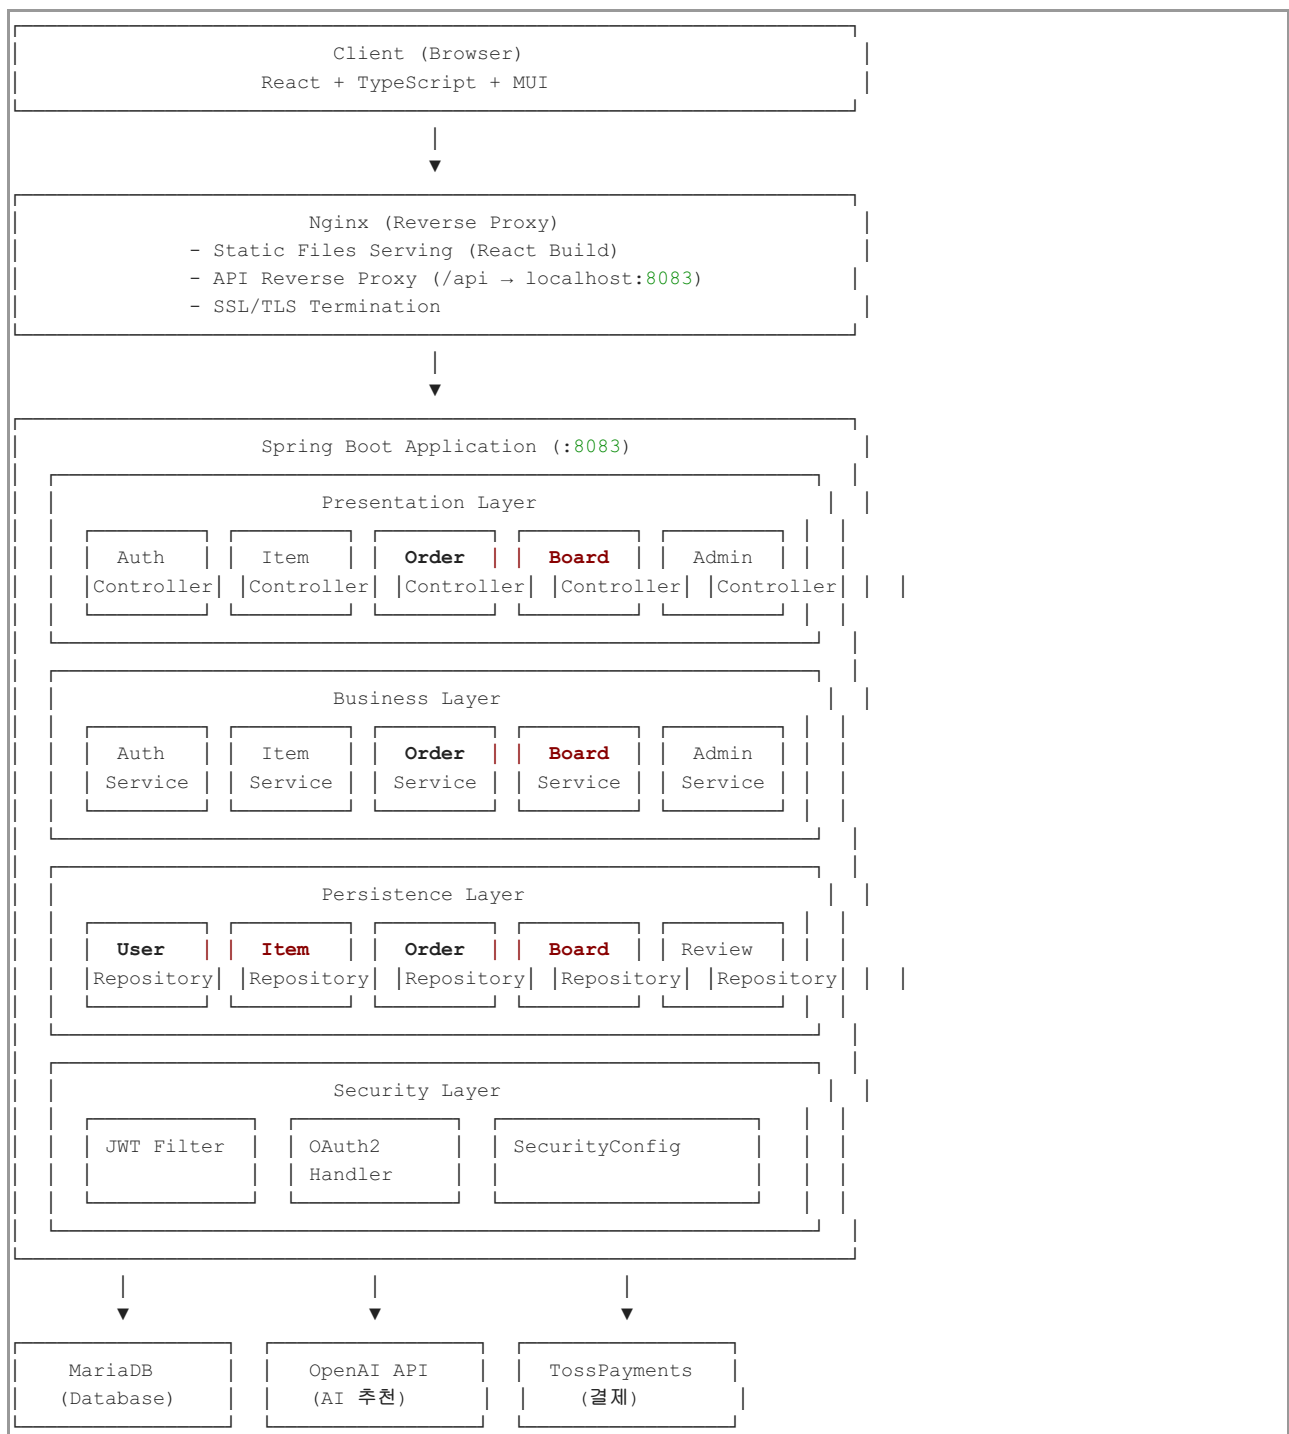 Client (Browser)
React + TypeScript + MUI
▼
Nginx (Reverse Proxy)
- Static Files Serving (React Build)
- API Reverse Proxy (/api → localhost:8083)
- SSL/TLS Termination
▼
Spring Boot Application (:8083)
Presentation Layer
Auth Item Order Board Admin
Controller Controller Controller Controller Controller
Business Layer
Auth Item Order Board Admin
Service Service Service Service Service
Persistence Layer
User Item Order Board Review
Repository Repository Repository Repository Repository
Security Layer
JWT Filter OAuth2 SecurityConfig
Handler
▼ ▼ ▼
MariaDB OpenAI API TossPayments
(Database) (AI 추천) (결제)